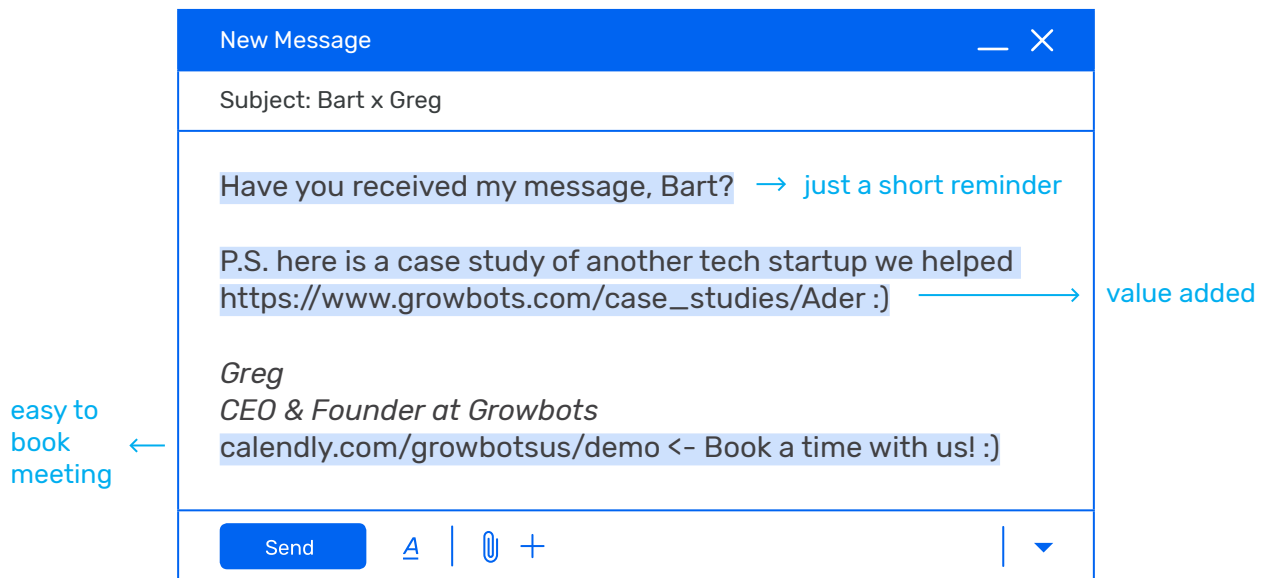 New Message
Subject: Bart x Greg
Have you received my message, Bart?
just a short reminder
P.S. here is a case study of another tech startup we helped
https://www.growbots.com/case_studies/Ader :)
value added
Greg
CEO & Founder at Growbots
calendly.com/growbotsus/demo <- Book a time with us! :)
easy to
book
meeting
Send
A